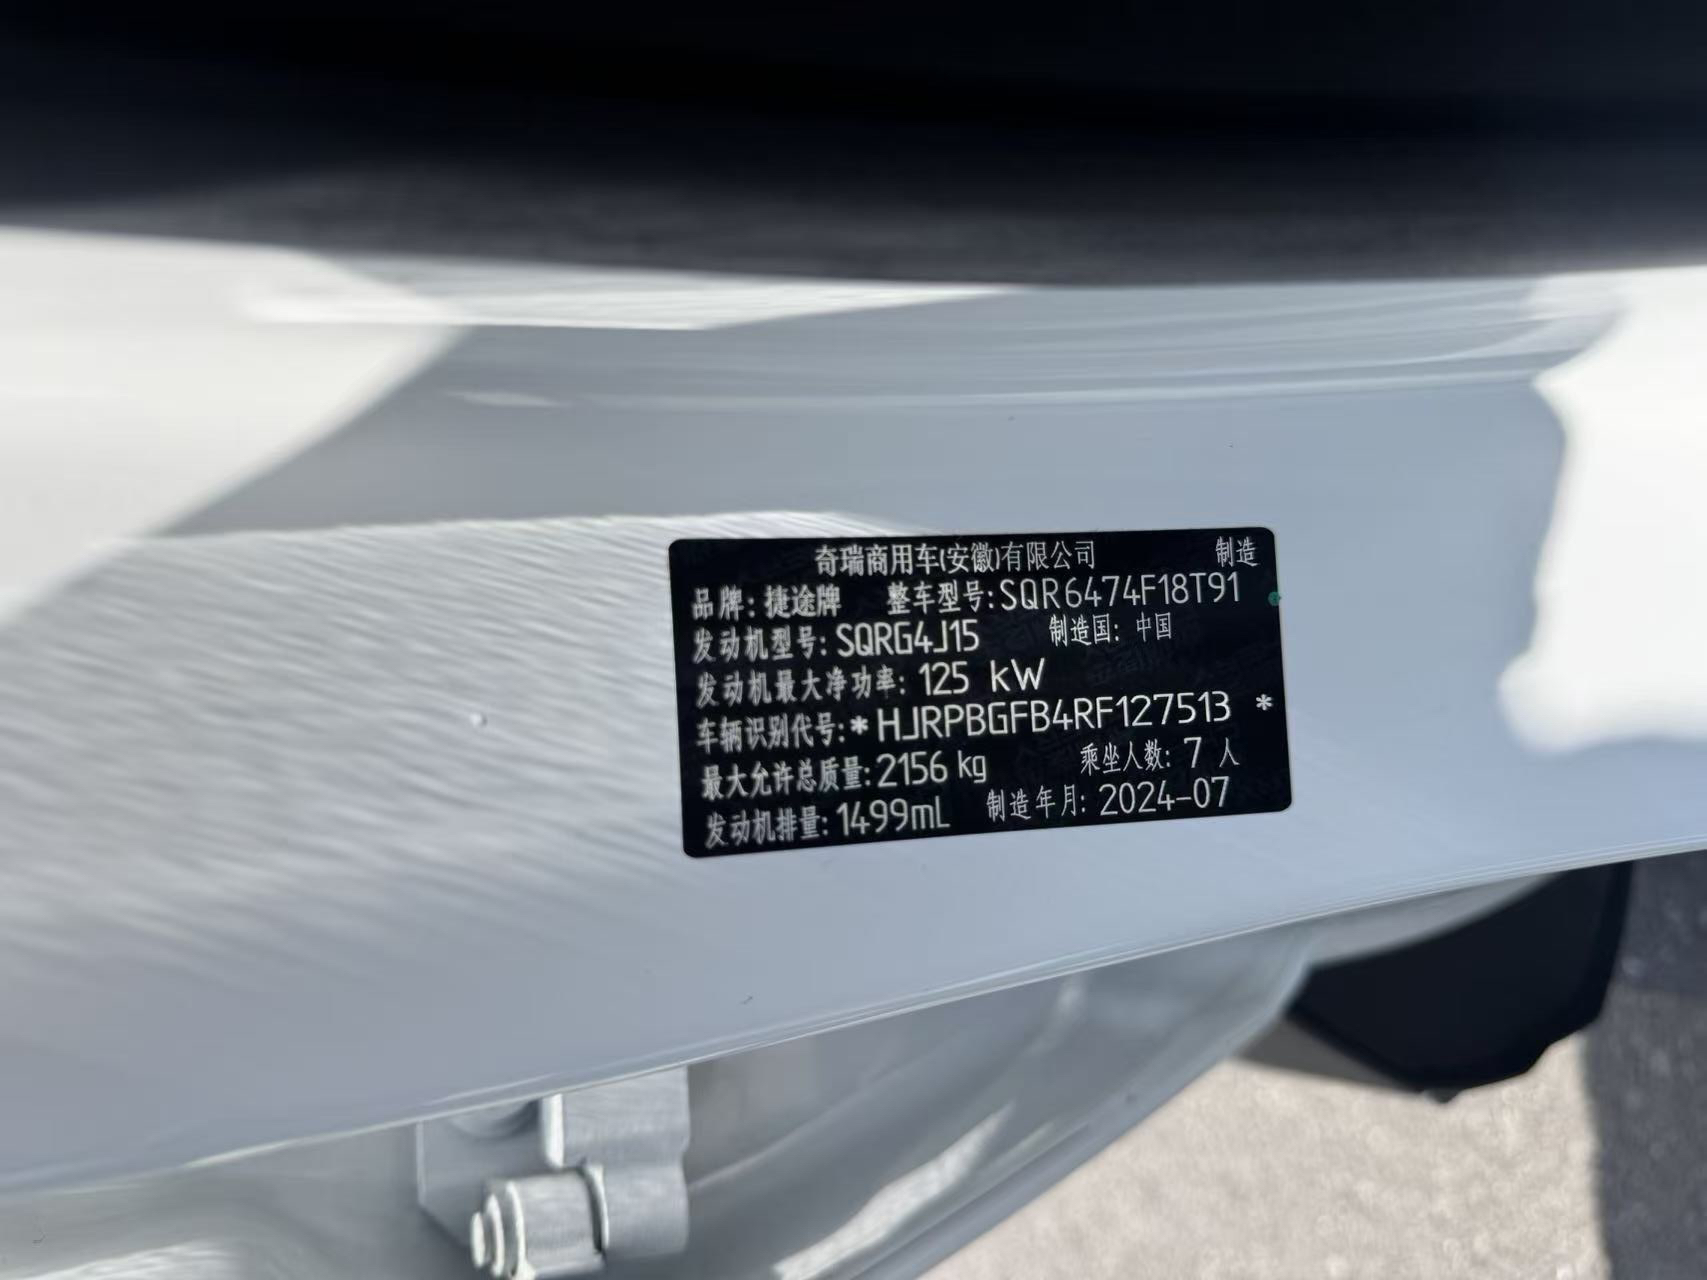 奇瑞商用车(安徽)有限公司 制造
品牌: 捷途牌 整车型号: SQR6474F18T91
发动机型号: SQRG4J15 制造国: 中国
发动机最大净功率: 125 kW
车辆识别代号: *HJRPBGFB4RF127513*
最大允许总质量: 2156 kg 乘坐人数: 7 人
发动机排量: 1499mL 制造年月: 2024-07